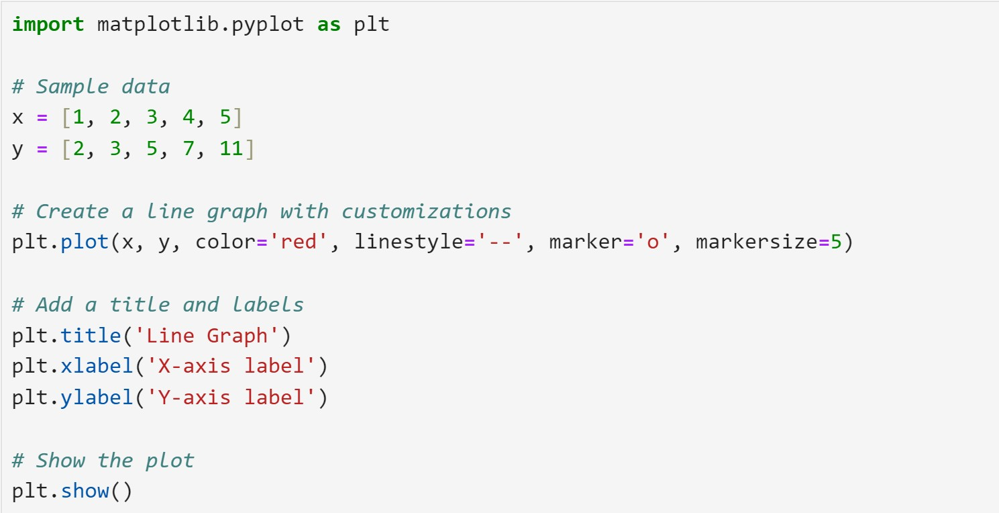 import matplotlib.pyplot as plt
# Sample data
x = [1, 2, 3, 4, 5]
y = [2, 3, 5, 7, 11]
# Create a line graph with customizations
plt.plot(x, y, color='red', linestyle='--', marker='o', markersize=5)
# Add a title and labels
plt.title('Line Graph')
plt.xlabel('X-axis label')
plt.ylabel('Y-axis label')
# Show the plot
plt.show()